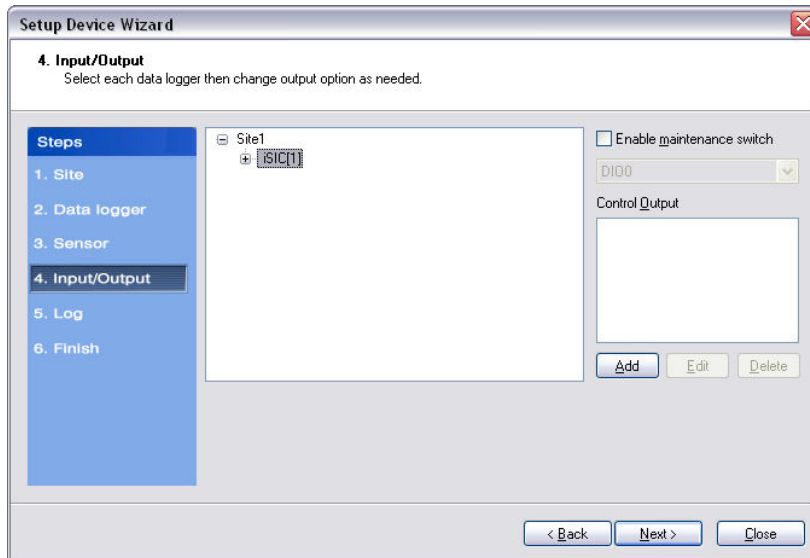 Setup Device Wizard
4. Input/Output
Select each data logger then change output option as needed.
Steps
1. Site
2. Data logger
3. Sensor
4. Input/Output
5. Log
6. Finish
Site1
iSIC[1]
Enable maintenance switch
DIO0
Control Output
Add Edit Delete
< Back Next > Close